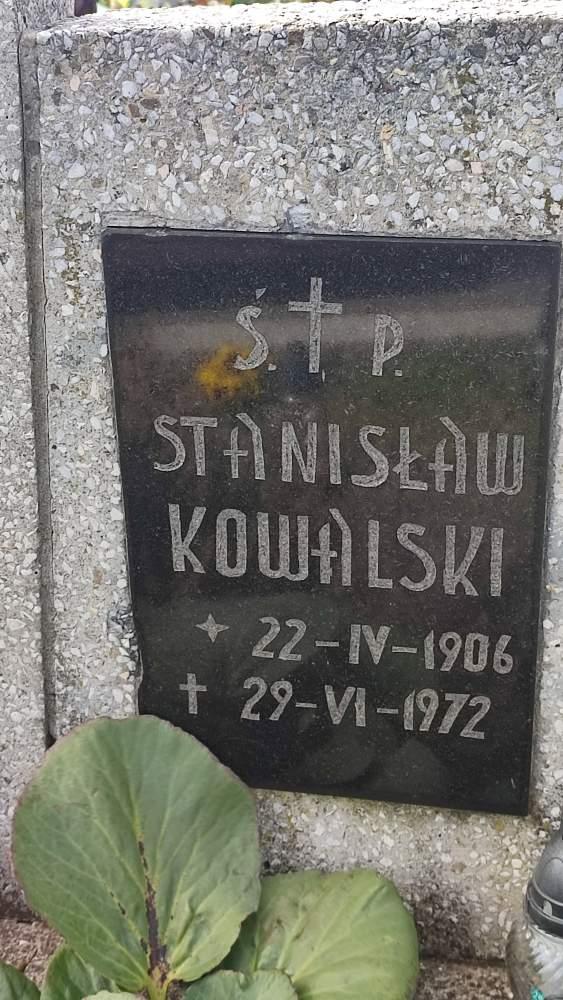 Ś. † P.
STANISŁAW
KOWALSKI
✦ 22-IV-1906
† 29-VI-1972